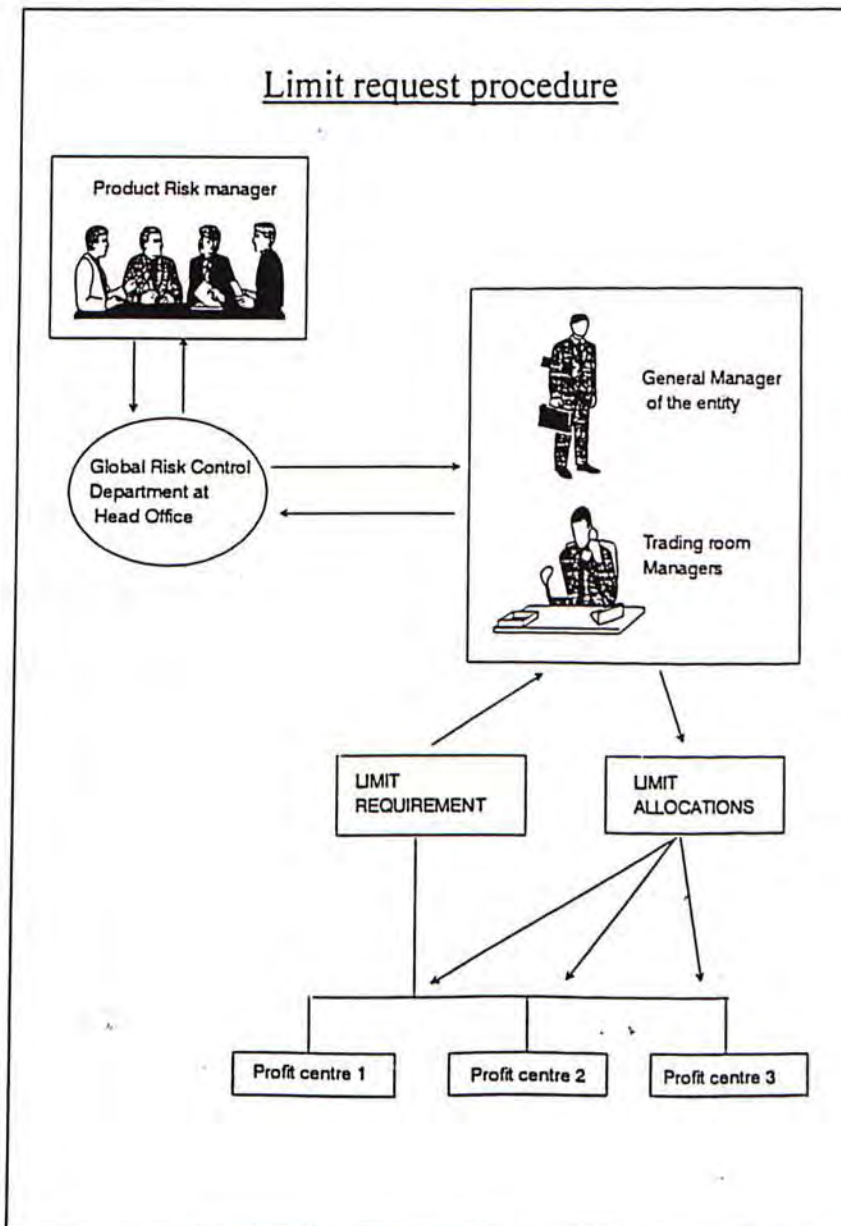 Limit request procedure
Product Risk manager
General Manager
of the entity
Global Risk Control
Department at
Head Office
Trading room
Managers
LIMIT
REQUIREMENT
LIMIT
ALLOCATIONS
Profit centre 1
Profit centre 2
Profit centre 3